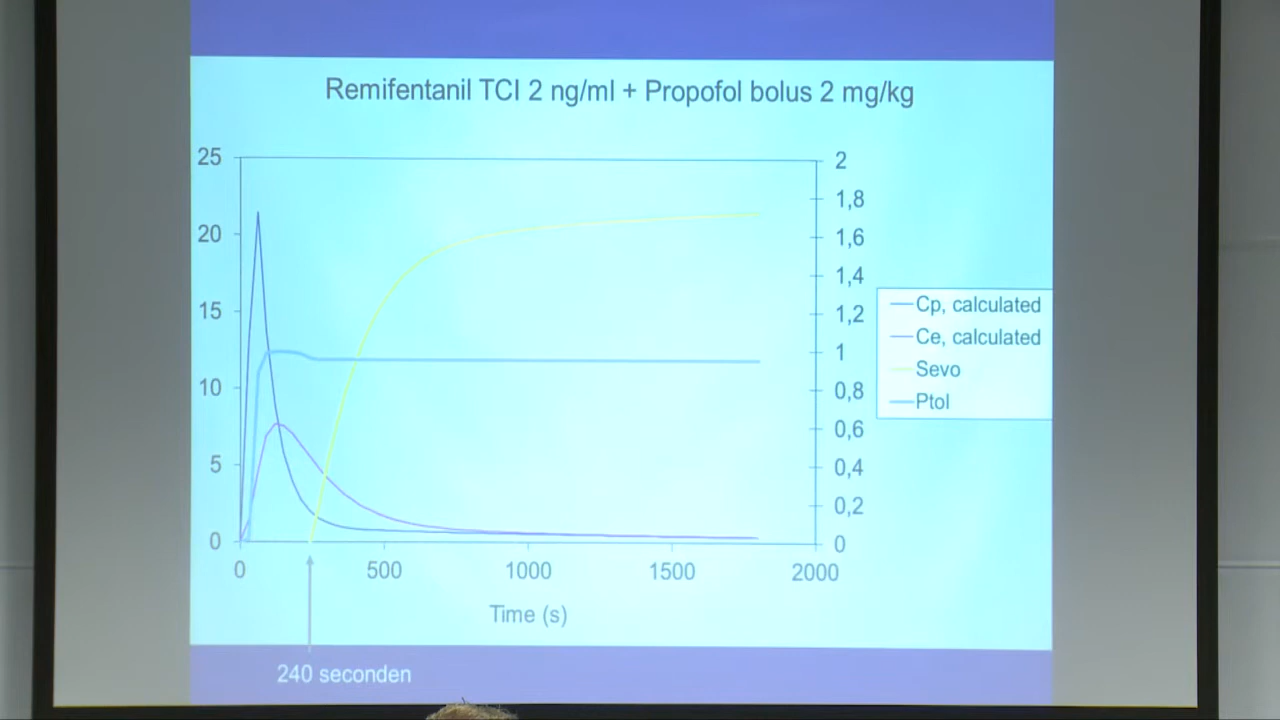 Remifentanil TCI 2 ng/ml + Propofol bolus 2 mg/kg
25
20
15
10
5
0
2
1,8
1,6
1,4
1,2
1
0,8
0,6
0,4
0,2
0
0 500 1000 1500 2000
Time (s)
Cp, calculated
Ce, calculated
Sevo
Ptol
240 seconden